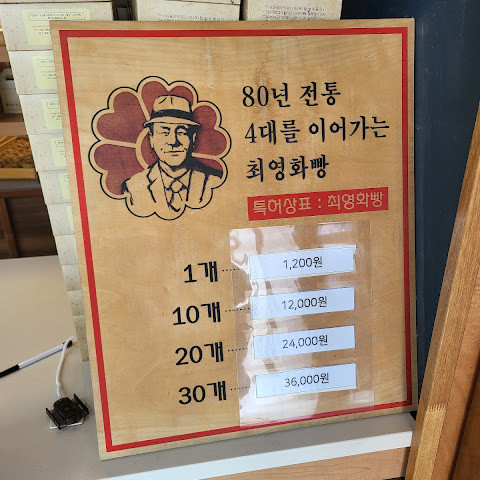 80년 전통
4대를 이어가는
최영화빵
특허상표 : 최영화빵
1개 1,200원
10개 12,000원
20개 24,000원
30개 36,000원